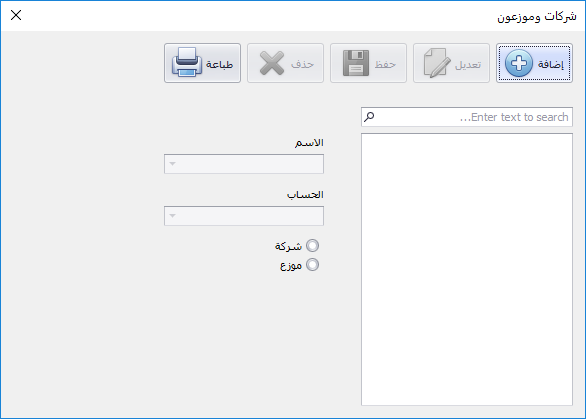 شركات وموزعون
إضافة
تعديل
حفظ
حذف
طباعة
Enter text to search...
الاسم
الحساب
شركة
موزع